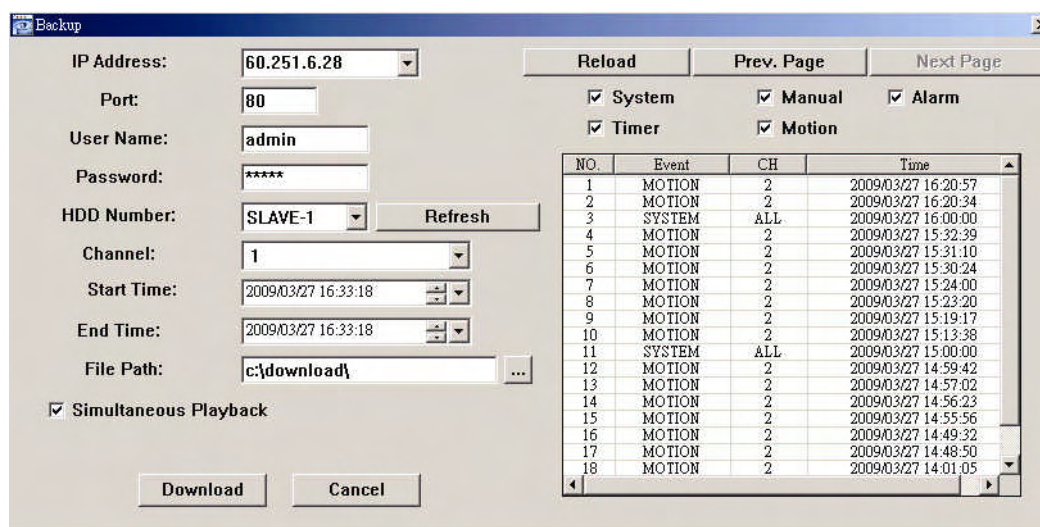 Backup
IP Address: 60.251.6.28
Port: 80
User Name: admin
Password: *****
HDD Number: SLAVE-1 Refresh
Channel: 1
Start Time: 2009/03/27 16:33:18
End Time: 2009/03/27 16:33:18
File Path: c:\download\ ...
Simultaneous Playback
Download Cancel
Reload Prev. Page Next Page
System Manual Alarm
Timer Motion
NO. Event CH Time
1 MOTION 2 2009/03/27 16:20:57
2 MOTION 2 2009/03/27 16:20:34
3 SYSTEM ALL 2009/03/27 16:00:00
4 MOTION 2 2009/03/27 15:32:39
5 MOTION 2 2009/03/27 15:31:10
6 MOTION 2 2009/03/27 15:30:24
7 MOTION 2 2009/03/27 15:24:00
8 MOTION 2 2009/03/27 15:23:20
9 MOTION 2 2009/03/27 15:19:17
10 MOTION 2 2009/03/27 15:13:38
11 SYSTEM ALL 2009/03/27 15:00:00
12 MOTION 2 2009/03/27 14:59:42
13 MOTION 2 2009/03/27 14:57:02
14 MOTION 2 2009/03/27 14:56:23
15 MOTION 2 2009/03/27 14:55:56
16 MOTION 2 2009/03/27 14:49:32
17 MOTION 2 2009/03/27 14:48:50
18 MOTION 2 2009/03/27 14:01:05